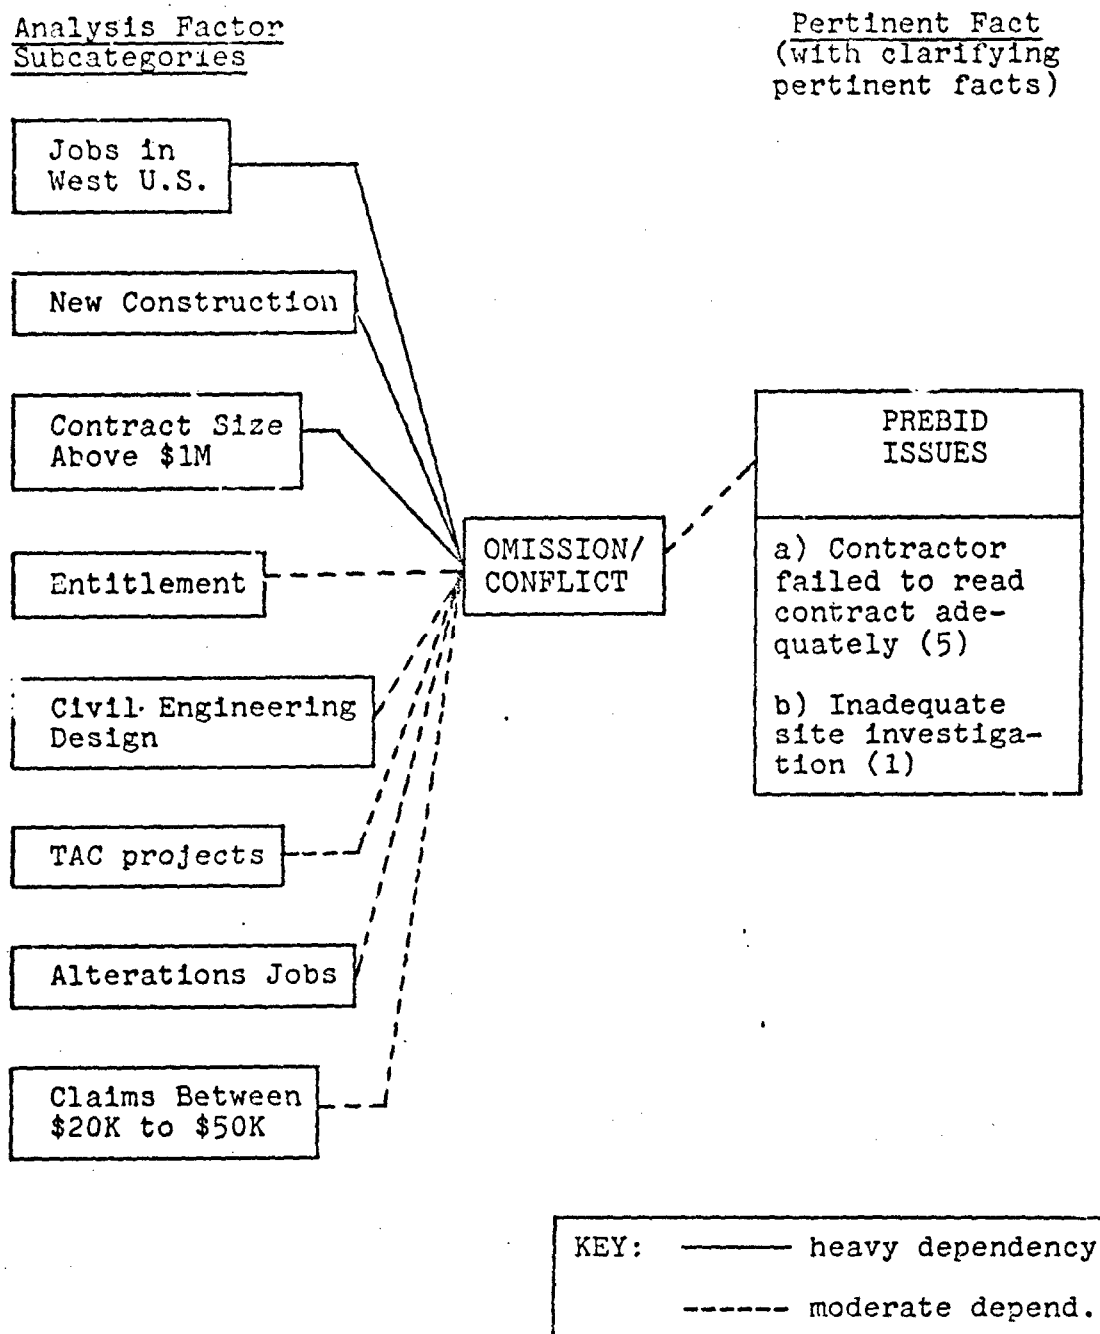 Analysis Factor
Subcategories
Pertinent Fact
(with clarifying
pertinent facts)
Jobs in
West U.S.
New Construction
Contract Size
Above $1M
Entitlement
Civil Engineering
Design
TAC projects
Alterations Jobs
Claims Between
$20K to $50K
OMISSION/
CONFLICT
PREBID
ISSUES
a) Contractor
failed to read
contract ade-
quately (5)
b) Inadequate
site investiga-
tion (1)
KEY: heavy dependency
moderate depend.